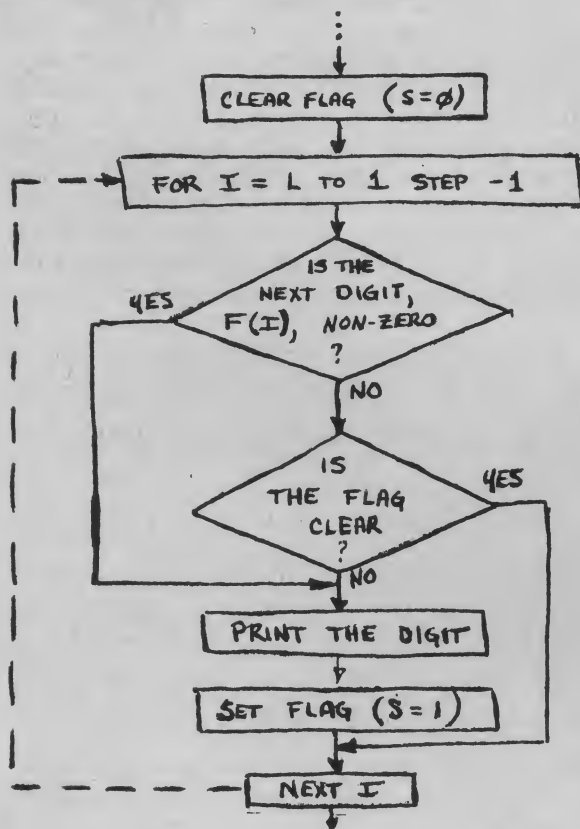 CLEAR FLAG (S=Ø)
FOR I = L TO 1 STEP -1
IS THE
NEXT DIGIT,
F(I), NON-ZERO
?
YES
NO
IS
THE FLAG
CLEAR
?
YES
NO
PRINT THE DIGIT
SET FLAG (S=1)
NEXT I